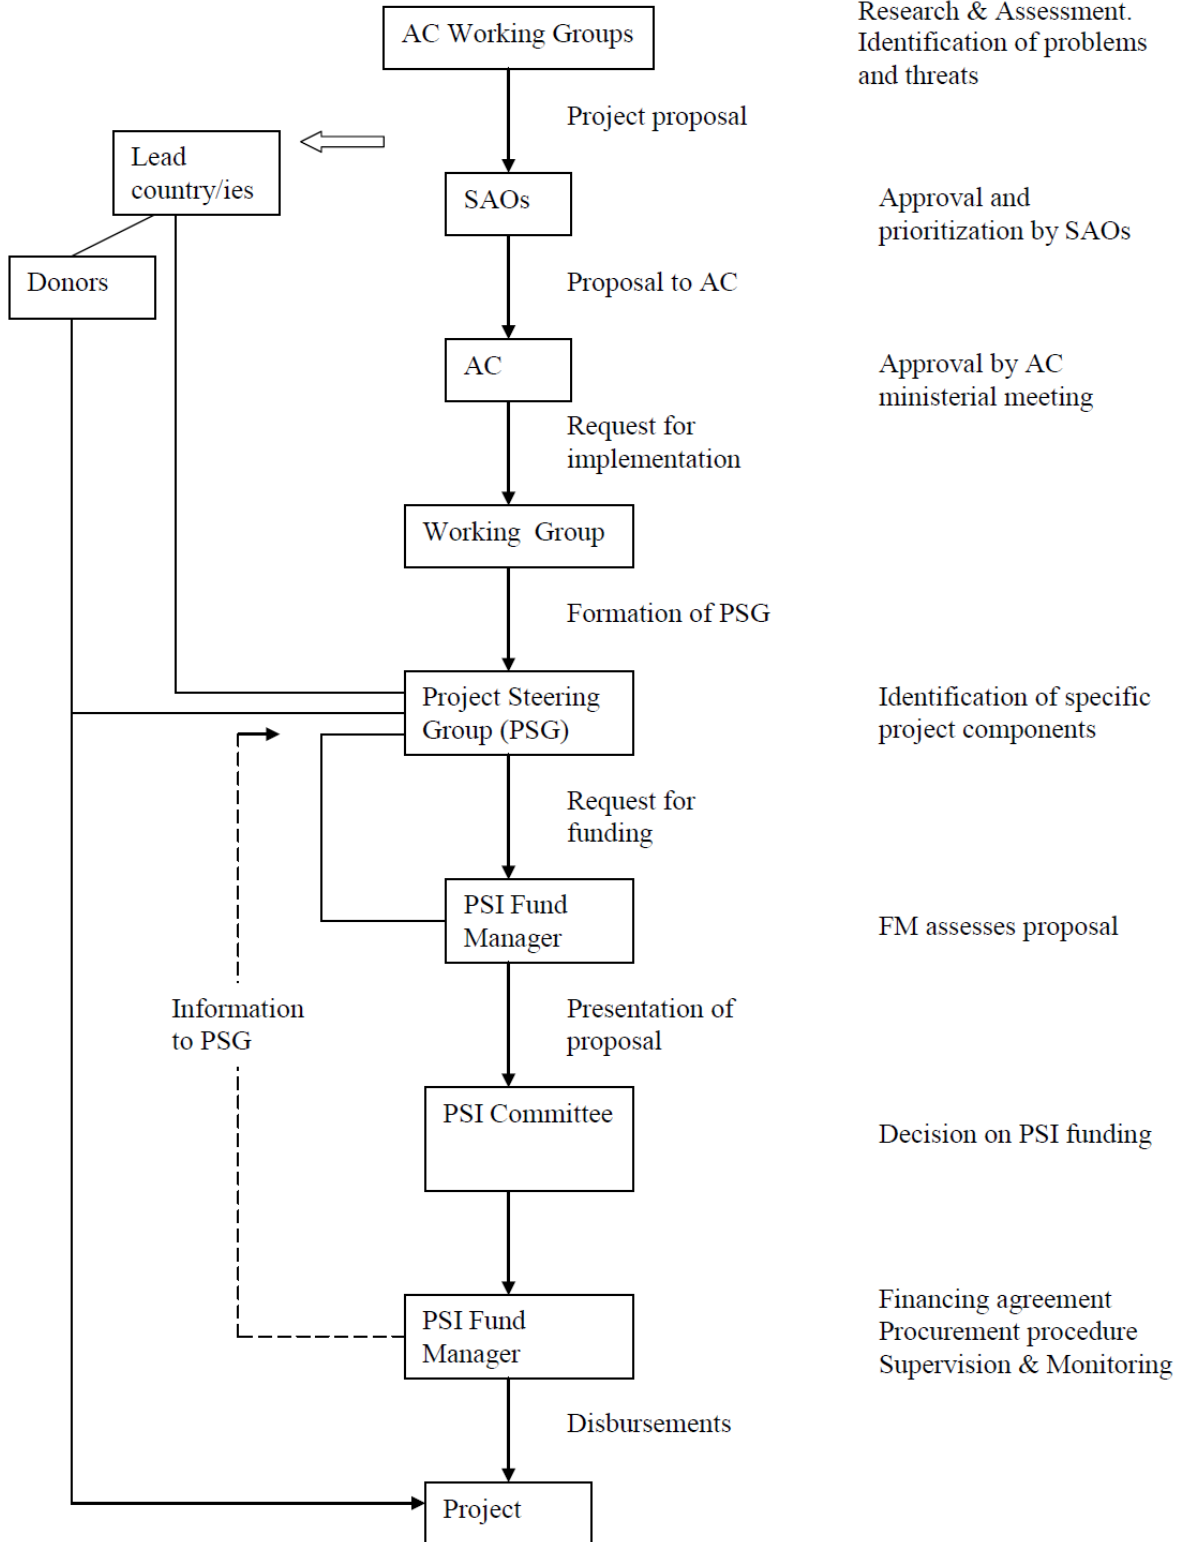 AC Working Groups
Research & Assessment.
Identification of problems
and threats
Project proposal
Lead
country/ies
SAOs
Approval and
prioritization by SAOs
Donors
Proposal to AC
AC
Approval by AC
ministerial meeting
Request for
implementation
Working Group
Formation of PSG
Project Steering
Group (PSG)
Identification of specific
project components
Request for
funding
PSI Fund
Manager
FM assesses proposal
Information
to PSG
Presentation of
proposal
PSI Committee
Decision on PSI funding
PSI Fund
Manager
Financing agreement
Procurement procedure
Supervision & Monitoring
Disbursements
Project